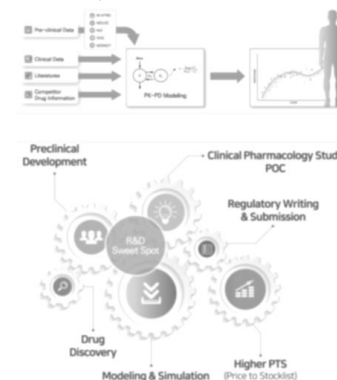 Pre-clinical Data
Clinical Data
Literatures
Competitor
Drug Information
PK-PD Modeling
Preclinical
Development
Clinical Pharmacology Stud
POC
Regulatory Writing
& Submission
R&D
Sweet Spot
Drug
Discovery
Modeling & Simulation
Higher PTS
(Price to Stocklist)